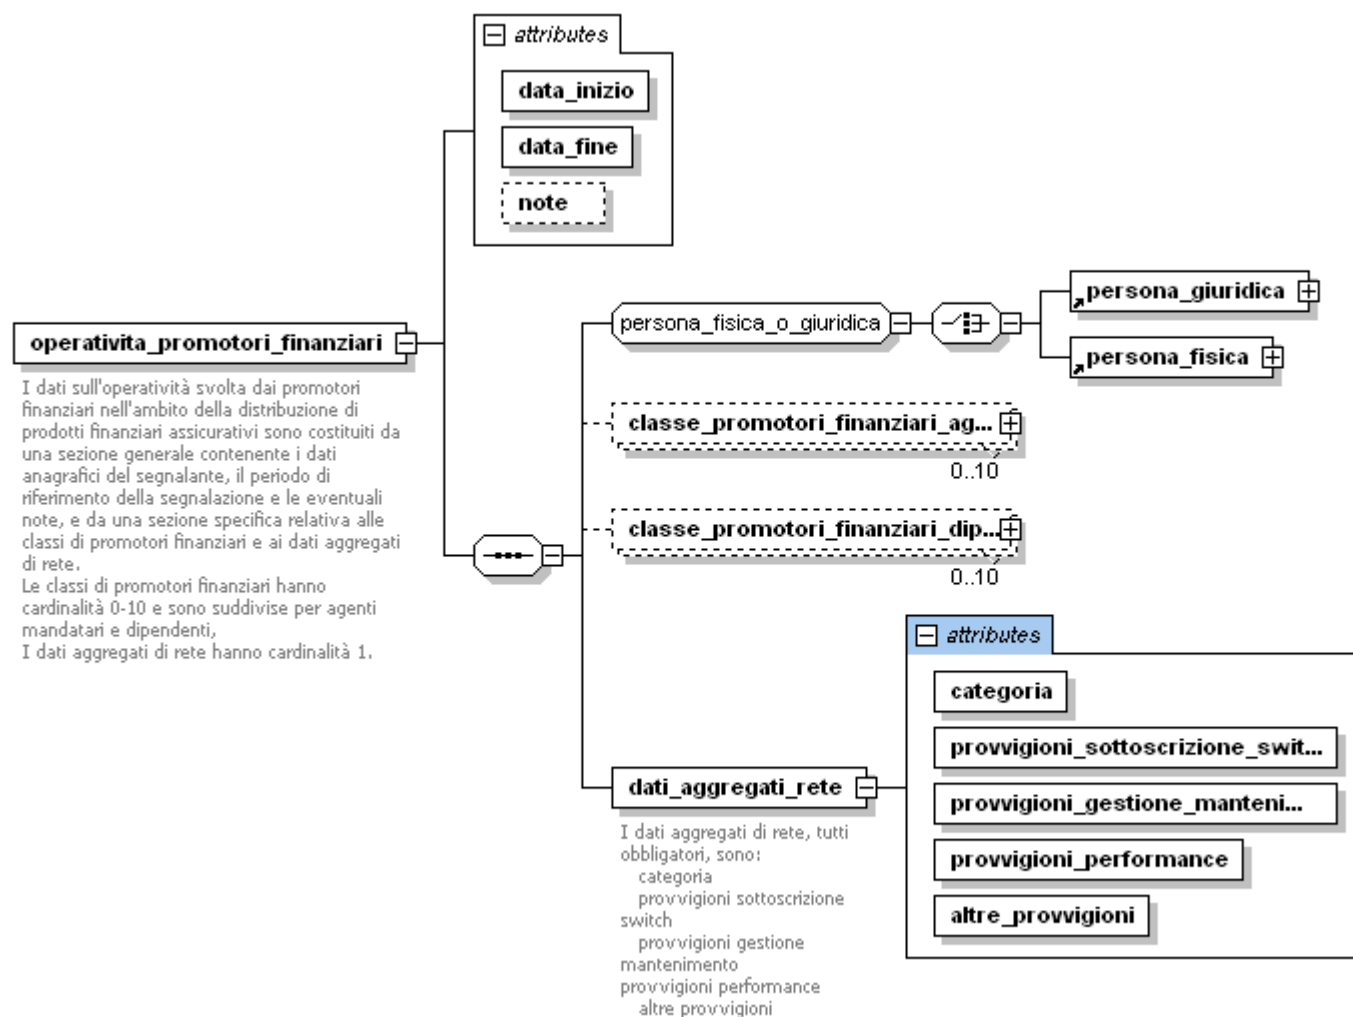 attributes
data_inizio
data_fine
note
operativita_promotori_finanziari
I dati sull'operatività svolta dai promotori
finanziari nell'ambito della distribuzione di
prodotti finanziari assicurativi sono costituiti da
una sezione generale contenente i dati
anagrafici del segnalante, il periodo di
riferimento della segnalazione e le eventuali
note, e da una sezione specifica relativa alle
classi di promotori finanziari e ai dati aggregati
di rete.
Le classi di promotori finanziari hanno
cardinalità 0-10 e sono suddivise per agenti
mandatari e dipendenti,
I dati aggregati di rete hanno cardinalità 1.
persona_fisica_o_giuridica
persona_giuridica
persona_fisica
classe_promotori_finanziari_ag...
0..10
classe_promotori_finanziari_dip...
0..10
dati_aggregati_rete
I dati aggregati di rete, tutti
obbligatori, sono:
categoria
provvigioni sottoscrizione
switch
provvigioni gestione
mantenimento
provvigioni performance
altre provvigioni
attributes
categoria
provvigioni_sottoscrizione_swit...
provvigioni_gestione_manteni...
provvigioni_performance
altre_provvigioni